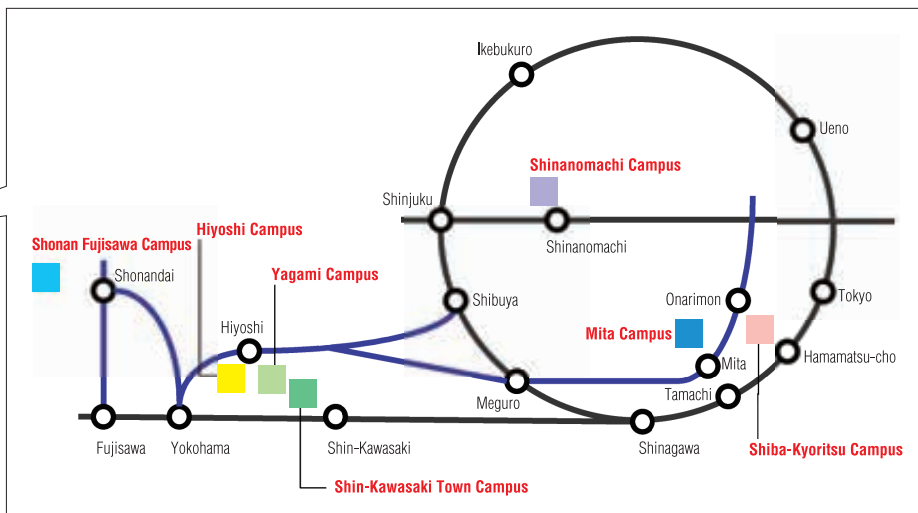 Ikebukuro
Ueno
Shinanomachi Campus
Shinjuku
Shinanomachi
Shonan Fujisawa Campus
Hiyoshi Campus
Yagami Campus
Shonandai
Shibuya
Onarimon
Tokyo
Hiyoshi
Mita Campus
Mita
Hamamatsu-cho
Meguro
Tamachi
Fujisawa
Yokohama
Shin-Kawasaki
Shinagawa
Shiba-Kyoritsu Campus
Shin-Kawasaki Town Campus